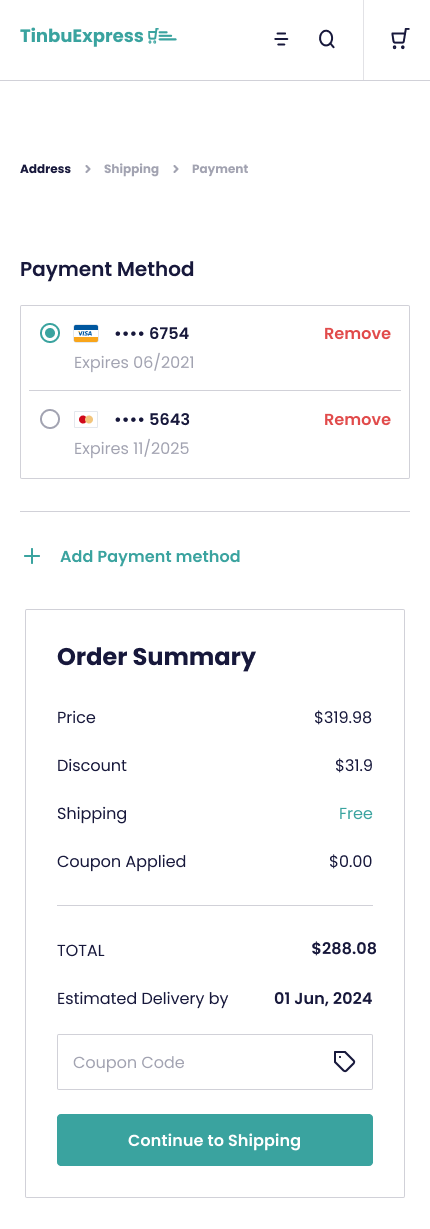 TinbuExpress
Address > Shipping > Payment
Payment Method
VISA •••• 6754 Remove
Expires 06/2021
•••• 5643 Remove
Expires 11/2025
+ Add Payment method
Order Summary
Price $319.98
Discount $31.9
Shipping Free
Coupon Applied $0.00
TOTAL $288.08
Estimated Delivery by 01 Jun, 2024
Coupon Code
Continue to Shipping